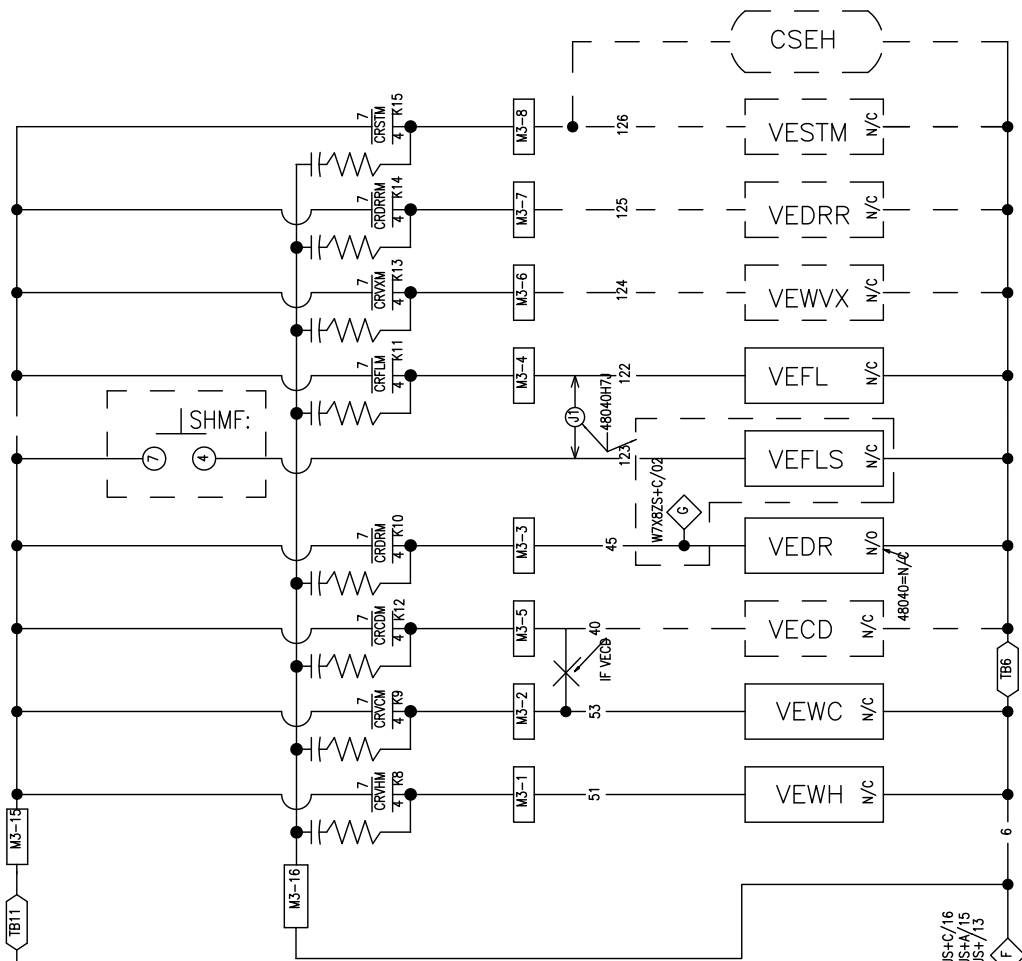 CSEH
7
CRSTM
4
K15
M3-8
126
VESTM
N/C
7
CRDRRM
4
K14
M3-7
125
VEDRR
N/C
7
CRVXM
4
K13
M3-6
124
VEWVX
N/C
7
CRFLM
4
K11
M3-4
122
VEFL
N/C
SHMF:
7
4
J1
48040H7J
123
VEFLS
N/C
W7X8ZS+C/02
G
7
CRDRM
4
K10
M3-3
45
VEDR
N/O
48040=N/C
7
CRCDM
4
K12
M3-5
40
IF VECD
VECD
N/C
TB6
7
CRVCM
4
K9
M3-2
53
VEWC
N/C
7
CRVHM
4
K8
M3-1
51
VEWH
N/C
M3-15
TB11
M3-16
6
JS+C/16
JS+A/15
JS+/13
F